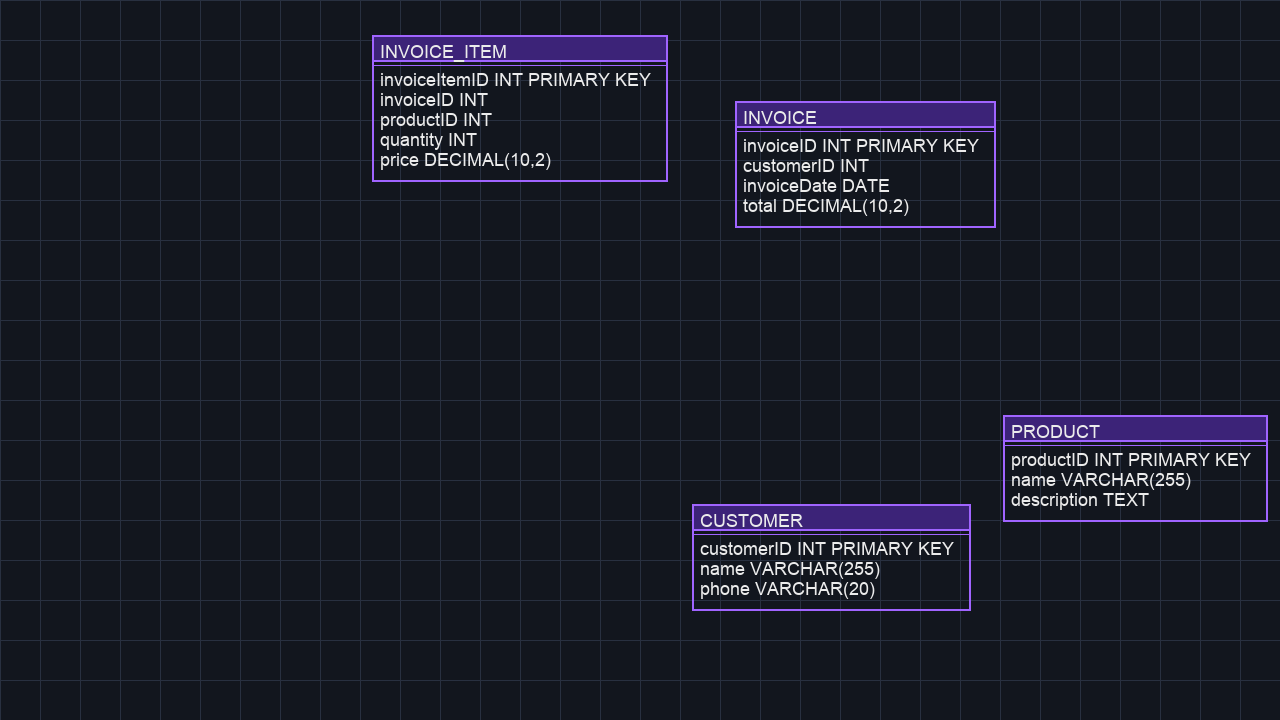 INVOICE_ITEM
invoiceItemID INT PRIMARY KEY
invoiceID INT
productID INT
quantity INT
price DECIMAL(10,2)
INVOICE
invoiceID INT PRIMARY KEY
customerID INT
invoiceDate DATE
total DECIMAL(10,2)
PRODUCT
productID INT PRIMARY KEY
name VARCHAR(255)
description TEXT
CUSTOMER
customerID INT PRIMARY KEY
name VARCHAR(255)
phone VARCHAR(20)